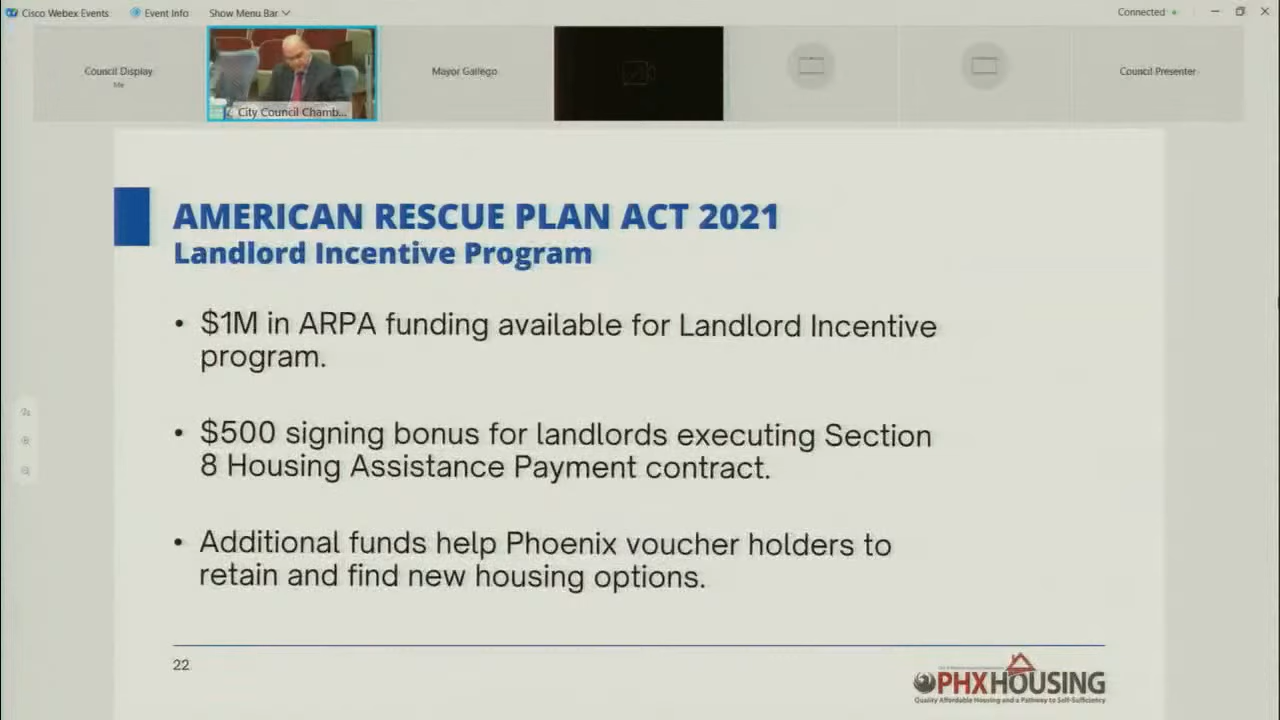 Cisco Webex Events
Event Info
Show Menu Bar
Connected
Council Display
Me
City Council Chamb...
Mayor Gallego
Council Presenter
AMERICAN RESCUE PLAN ACT 2021
Landlord Incentive Program
• $1M in ARPA funding available for Landlord Incentive
program.
• $500 signing bonus for landlords executing Section
8 Housing Assistance Payment contract.
• Additional funds help Phoenix voucher holders to
retain and find new housing options.
22
PHXHOUSING
Quality Affordable Housing and a Pathway to Self-Sufficiency